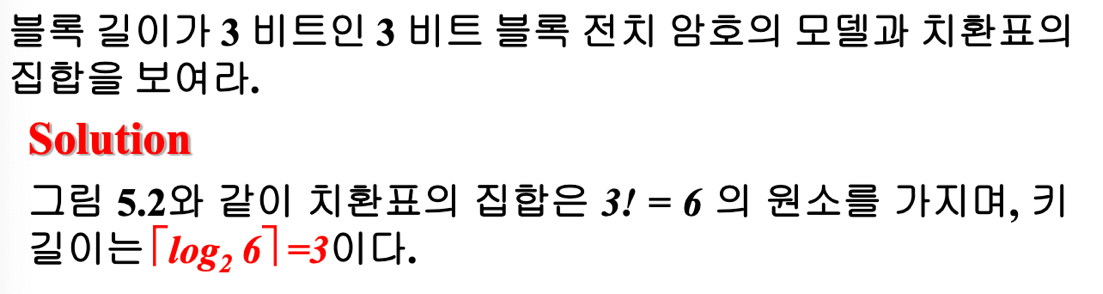 블록 길이가 3 비트인 3 비트 블록 전치 암호의 모델과 치환표의
집합을 보여라.
Solution
그림 5.2와 같이 치환표의 집합은 3! = 6 의 원소를 가지며, 키
길이는⌈log₂ 6⌉=3이다.